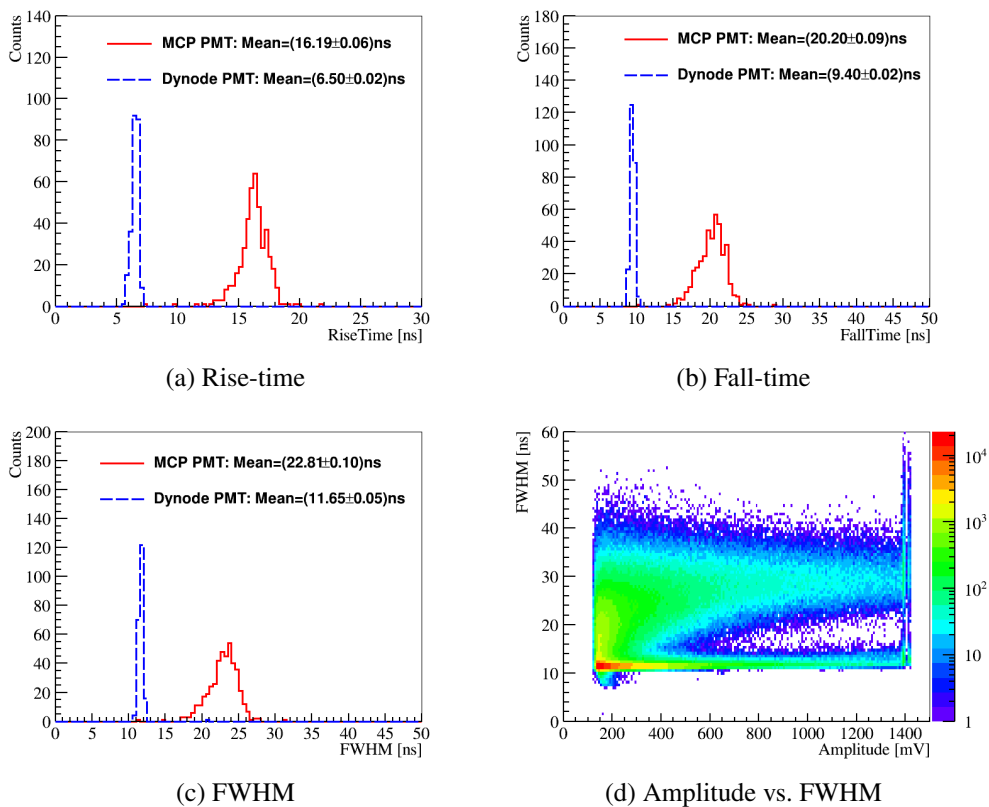 Counts
140
120
100
80
60
40
20
0
MCP PMT: Mean=(16.19±0.06)ns
Dynode PMT: Mean=(6.50±0.02)ns
0 5 10 15 20 25 30
RiseTime [ns]
(a) Rise-time
Counts
180
160
140
120
100
80
60
40
20
0
MCP PMT: Mean=(20.20±0.09)ns
Dynode PMT: Mean=(9.40±0.02)ns
0 5 10 15 20 25 30 35 40 45 50
FallTime [ns]
(b) Fall-time
Counts
200
180
160
140
120
100
80
60
40
20
0
MCP PMT: Mean=(22.81±0.10)ns
Dynode PMT: Mean=(11.65±0.05)ns
0 5 10 15 20 25 30 35 40 45 50
FWHM [ns]
(c) FWHM
FWHM [ns]
60
50
40
30
20
10
0
0 200 400 600 800 1000 1200 1400
Amplitude [mV]
10⁴
10³
10²
10
1
(d) Amplitude vs. FWHM